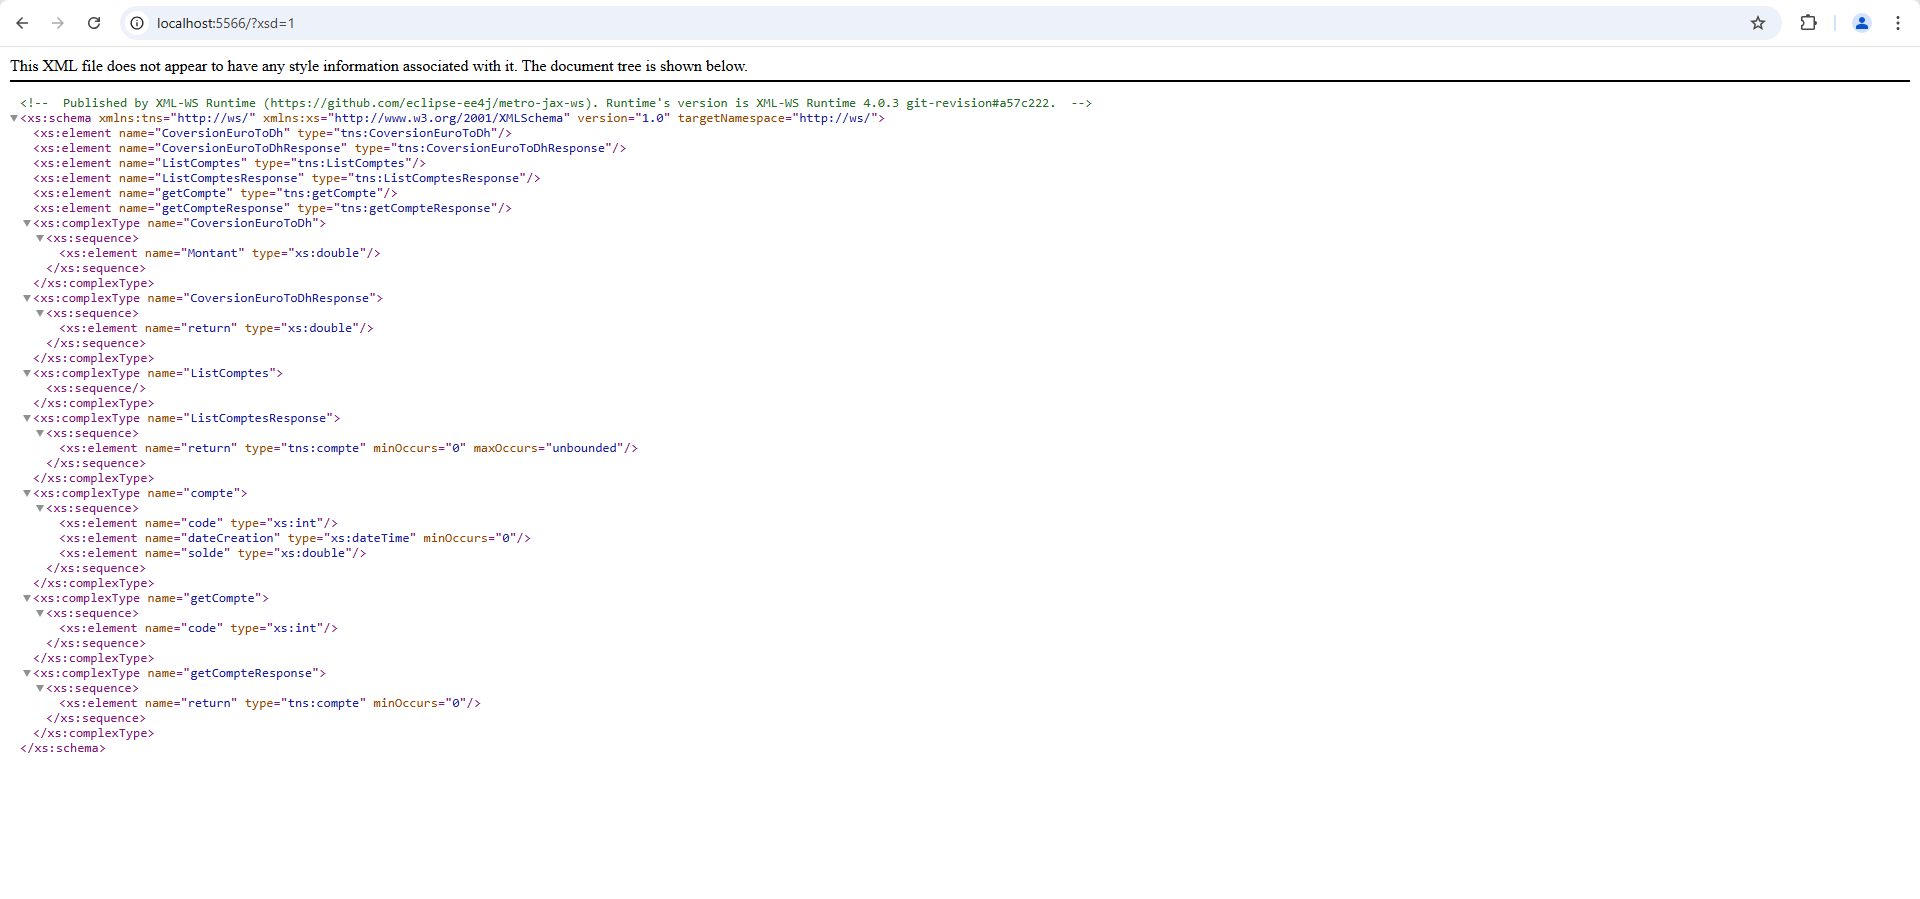 localhost:5566/?xsd=1
This XML file does not appear to have any style information associated with it. The document tree is shown below.
<!--  Published by XML-WS Runtime (https://github.com/eclipse-ee4j/metro-jax-ws). Runtime's version is XML-WS Runtime 4.0.3 git-revision#a57c222.  -->
<xs:schema xmlns:tns="http://ws/" xmlns:xs="http://www.w3.org/2001/XMLSchema" version="1.0" targetNamespace="http://ws/">
<xs:element name="CoversionEuroToDh" type="tns:CoversionEuroToDh"/>
<xs:element name="CoversionEuroToDhResponse" type="tns:CoversionEuroToDhResponse"/>
<xs:element name="ListComptes" type="tns:ListComptes"/>
<xs:element name="ListComptesResponse" type="tns:ListComptesResponse"/>
<xs:element name="getCompte" type="tns:getCompte"/>
<xs:element name="getCompteResponse" type="tns:getCompteResponse"/>
<xs:complexType name="CoversionEuroToDh">
<xs:sequence>
<xs:element name="Montant" type="xs:double"/>
</xs:sequence>
</xs:complexType>
<xs:complexType name="CoversionEuroToDhResponse">
<xs:sequence>
<xs:element name="return" type="xs:double"/>
</xs:sequence>
</xs:complexType>
<xs:complexType name="ListComptes">
<xs:sequence/>
</xs:complexType>
<xs:complexType name="ListComptesResponse">
<xs:sequence>
<xs:element name="return" type="tns:compte" minOccurs="0" maxOccurs="unbounded"/>
</xs:sequence>
</xs:complexType>
<xs:complexType name="compte">
<xs:sequence>
<xs:element name="code" type="xs:int"/>
<xs:element name="dateCreation" type="xs:dateTime" minOccurs="0"/>
<xs:element name="solde" type="xs:double"/>
</xs:sequence>
</xs:complexType>
<xs:complexType name="getCompte">
<xs:sequence>
<xs:element name="code" type="xs:int"/>
</xs:sequence>
</xs:complexType>
<xs:complexType name="getCompteResponse">
<xs:sequence>
<xs:element name="return" type="tns:compte" minOccurs="0"/>
</xs:sequence>
</xs:complexType>
</xs:schema>